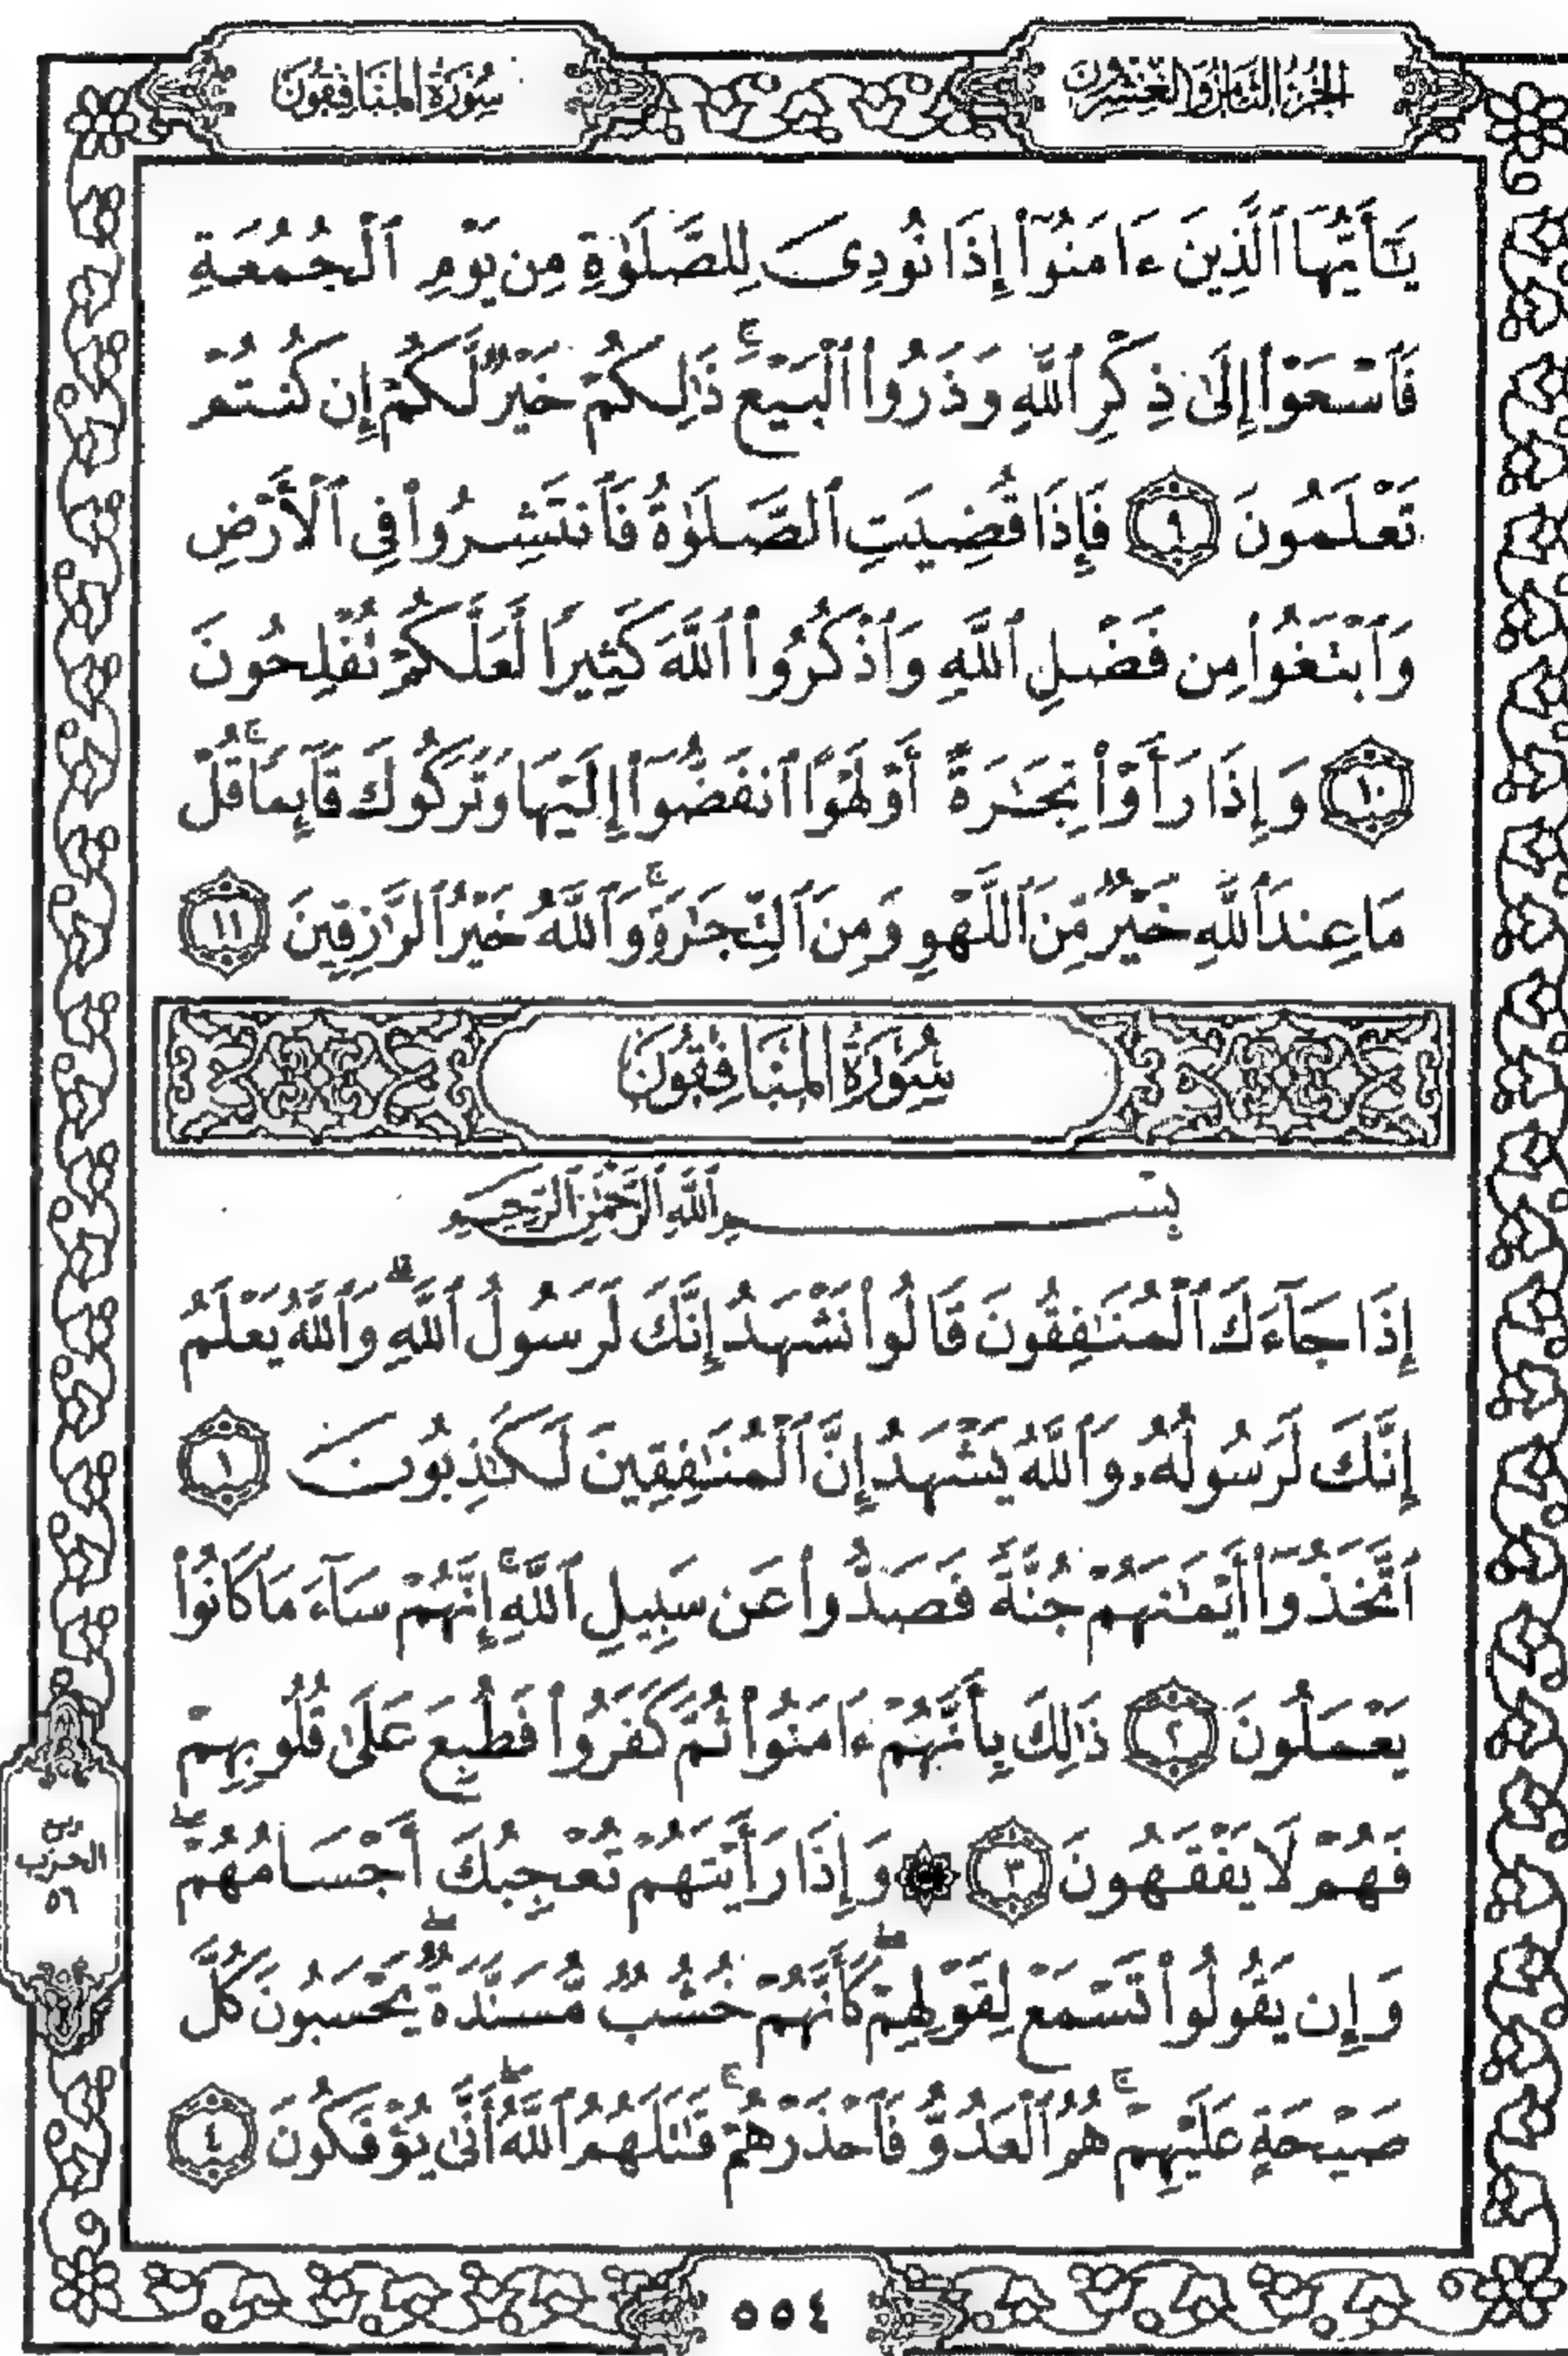 الجزء الثامن والعشرون
سورة المنافقون
يَٰٓأَيُّهَا ٱلَّذِينَ ءَامَنُوٓا۟ إِذَا نُودِىَ لِلصَّلَوٰةِ مِن يَوْمِ ٱلْجُمُعَةِ
فَٱسْعَوْا۟ إِلَىٰ ذِكْرِ ٱللَّهِ وَذَرُوا۟ ٱلْبَيْعَ ۚ ذَٰلِكُمْ خَيْرٌ لَّكُمْ إِن كُنتُمْ
تَعْلَمُونَ ٩ فَإِذَا قُضِيَتِ ٱلصَّلَوٰةُ فَٱنتَشِرُوا۟ فِى ٱلْأَرْضِ
وَٱبْتَغُوا۟ مِن فَضْلِ ٱللَّهِ وَٱذْكُرُوا۟ ٱللَّهَ كَثِيرًا لَّعَلَّكُمْ تُفْلِحُونَ
١٠ وَإِذَا رَأَوْا۟ تِجَٰرَةً أَوْ لَهْوًا ٱنفَضُّوٓا۟ إِلَيْهَا وَتَرَكُوكَ قَآئِمًا ۚ قُلْ
مَا عِندَ ٱللَّهِ خَيْرٌ مِّنَ ٱللَّهْوِ وَمِنَ ٱلتِّجَٰرَةِ ۚ وَٱللَّهُ خَيْرُ ٱلرَّٰزِقِينَ ١١
سُورَةُ المُنَافِقُونَ
بِسْمِ ٱللَّهِ ٱلرَّحْمَٰنِ ٱلرَّحِيمِ
إِذَا جَآءَكَ ٱلْمُنَٰفِقُونَ قَالُوا۟ نَشْهَدُ إِنَّكَ لَرَسُولُ ٱللَّهِ ۗ وَٱللَّهُ يَعْلَمُ
إِنَّكَ لَرَسُولُهُۥ وَٱللَّهُ يَشْهَدُ إِنَّ ٱلْمُنَٰفِقِينَ لَكَٰذِبُونَ ١
ٱتَّخَذُوٓا۟ أَيْمَٰنَهُمْ جُنَّةً فَصَدُّوا۟ عَن سَبِيلِ ٱللَّهِ ۚ إِنَّهُمْ سَآءَ مَا كَانُوا۟
يَعْمَلُونَ ٢ ذَٰلِكَ بِأَنَّهُمْ ءَامَنُوا۟ ثُمَّ كَفَرُوا۟ فَطُبِعَ عَلَىٰ قُلُوبِهِمْ
فَهُمْ لَا يَفْقَهُونَ ٣ ۞ وَإِذَا رَأَيْتَهُمْ تُعْجِبُكَ أَجْسَامُهُمْ ۖ
وَإِن يَقُولُوا۟ تَسْمَعْ لِقَوْلِهِمْ ۖ كَأَنَّهُمْ خُشُبٌ مُّسَنَّدَةٌ ۖ يَحْسَبُونَ كُلَّ
صَيْحَةٍ عَلَيْهِمْ ۚ هُمُ ٱلْعَدُوُّ فَٱحْذَرْهُمْ ۚ قَٰتَلَهُمُ ٱللَّهُ ۖ أَنَّىٰ يُؤْفَكُونَ ٤
ربع
الحزب
٥٦
٥٥٤